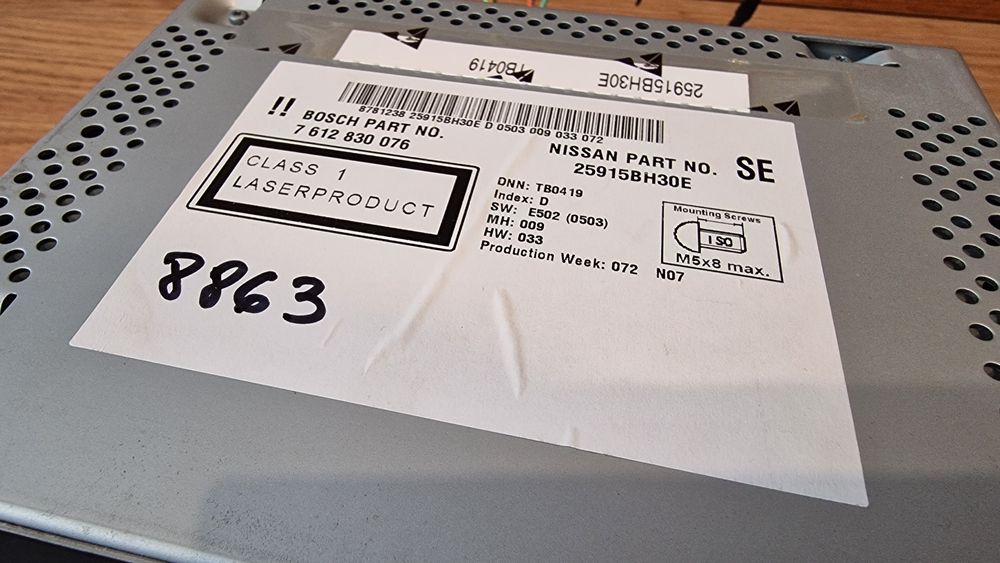 TB0419
25915BH30E
8781238 25915BH30E D 0503 009 033 072
!! BOSCH PART NO.
7 612 830 076
NISSAN PART NO. SE
25915BH30E
CLASS 1
LASERPRODUCT
DNN: TB0419
Index: D
SW: E502 (0503)
MH: 009
HW: 033
Production Week: 072 N07
Mounting Screws
ISO
M5x8 max.
8863